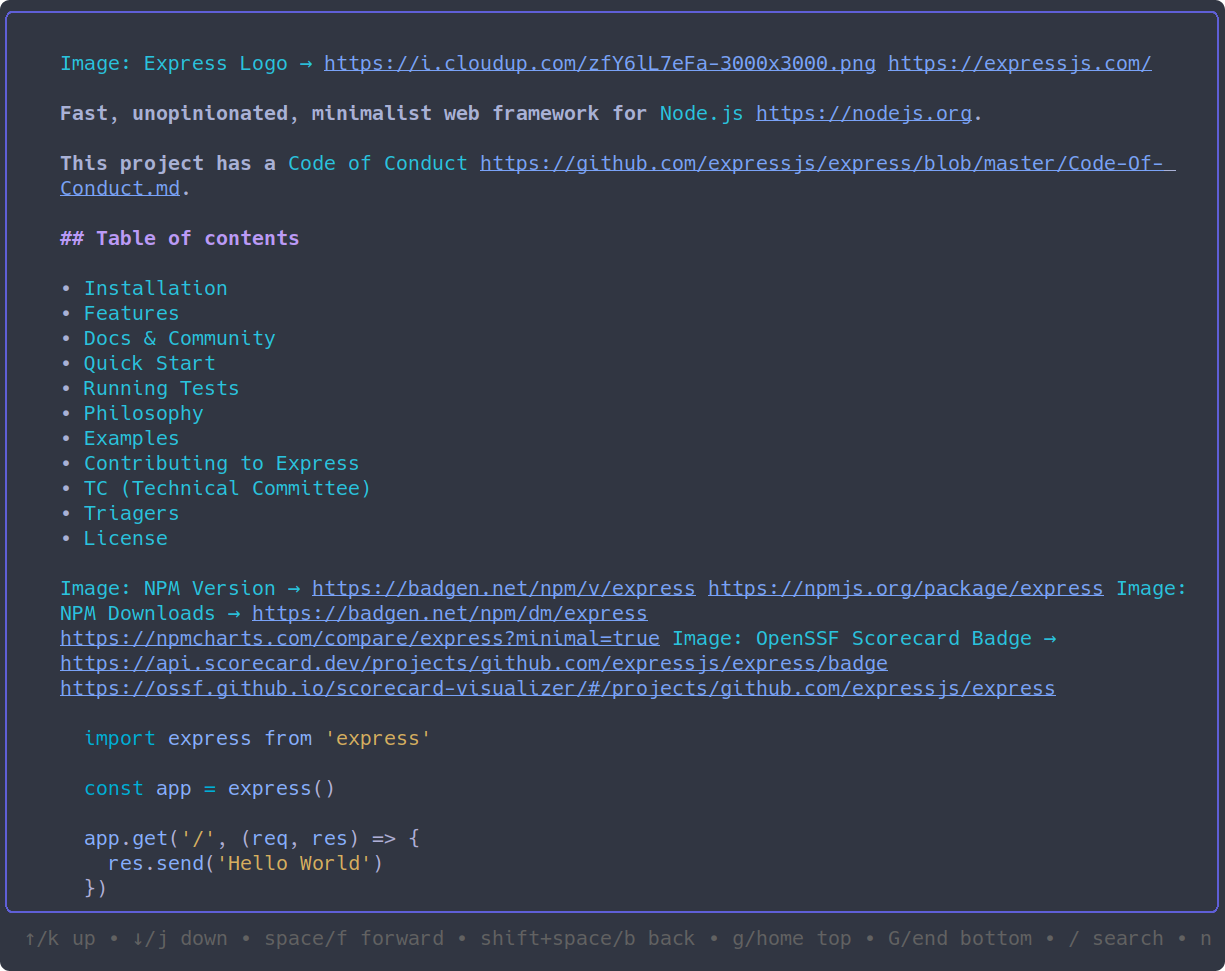 Image: Express Logo → https://i.cloudup.com/zfY6lL7eFa-3000x3000.png https://expressjs.com/
Fast, unopinionated, minimalist web framework for Node.js https://nodejs.org.
This project has a Code of Conduct https://github.com/expressjs/express/blob/master/Code-Of-
Conduct.md.
## Table of contents
• Installation
• Features
• Docs & Community
• Quick Start
• Running Tests
• Philosophy
• Examples
• Contributing to Express
• TC (Technical Committee)
• Triagers
• License
Image: NPM Version → https://badgen.net/npm/v/express https://npmjs.org/package/express Image:
NPM Downloads → https://badgen.net/npm/dm/express
https://npmcharts.com/compare/express?minimal=true Image: OpenSSF Scorecard Badge →
https://api.scorecard.dev/projects/github.com/expressjs/express/badge
https://ossf.github.io/scorecard-visualizer/#/projects/github.com/expressjs/express
import express from 'express'
const app = express()
app.get('/', (req, res) => {
  res.send('Hello World')
})
↑/k up • ↓/j down • space/f forward • shift+space/b back • g/home top • G/end bottom • / search • n